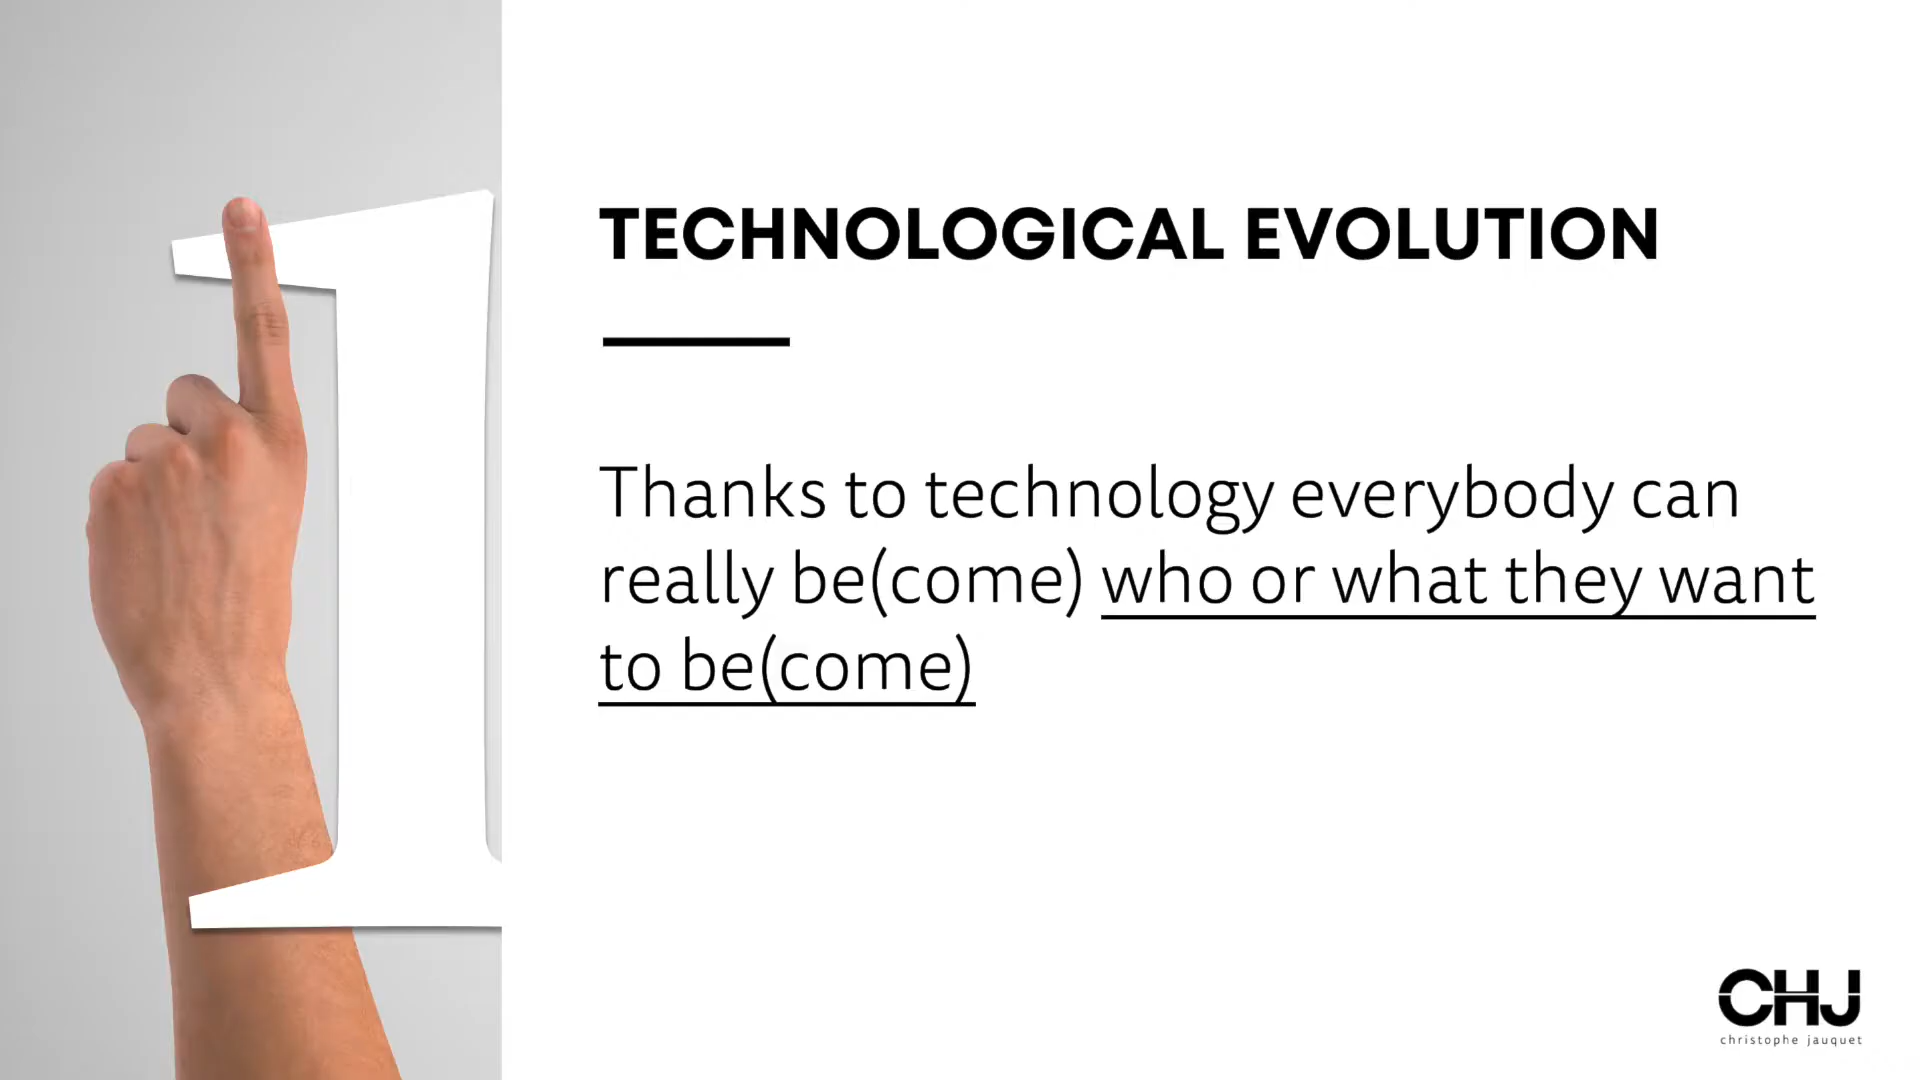 1
TECHNOLOGICAL EVOLUTION
Thanks to technology everybody can
really be(come) who or what they want
to be(come)
CHJ
christophe jauquet